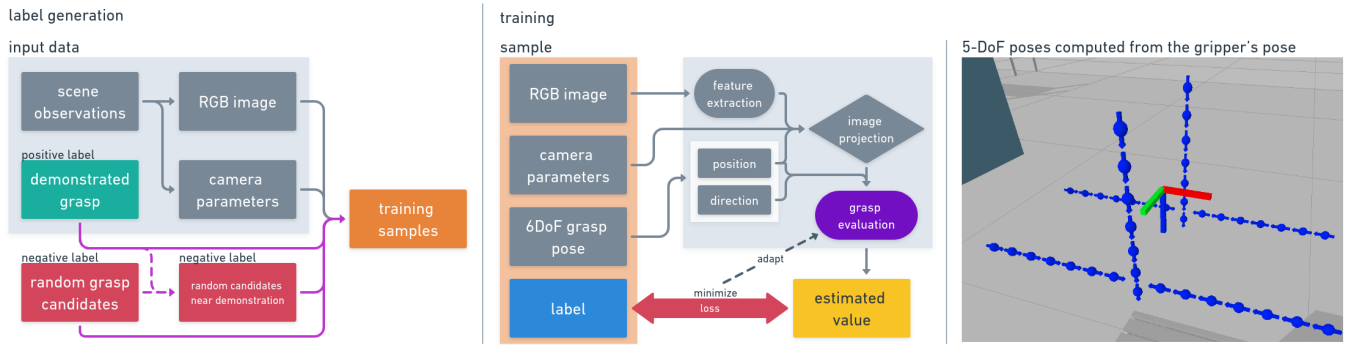 label generation
input data
scene
observations
RGB image
positive label
demonstrated
grasp
camera
parameters
training
samples
negative label
random grasp
candidates
negative label
random candidates
near demonstration
training
sample
RGB image
feature
extraction
image
projection
camera
parameters
position
direction
6DoF grasp
pose
grasp
evaluation
adapt
label
minimize
loss
estimated
value
5-DoF poses computed from the gripper's pose